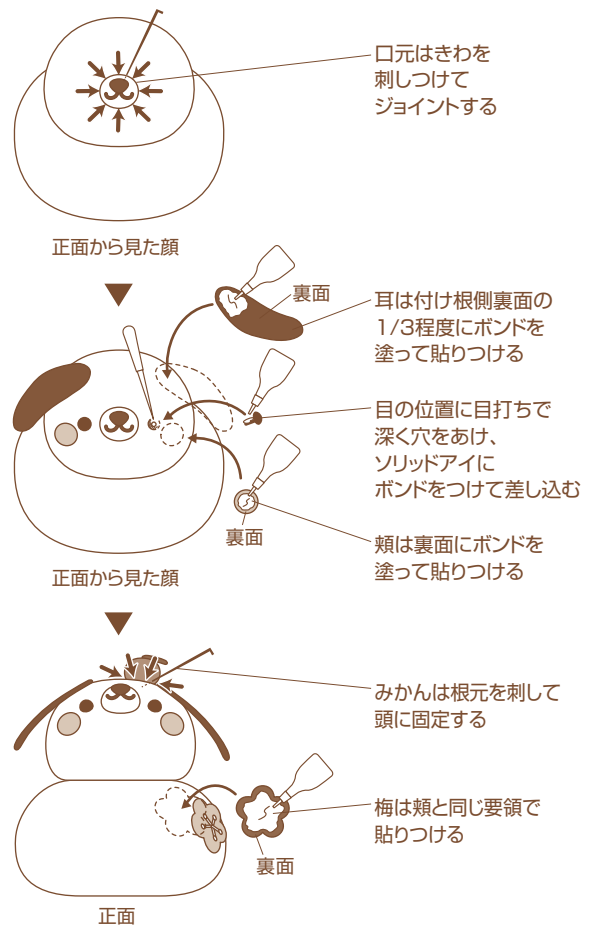 口元はきわを
刺しつけて
ジョイントする
正面から見た顔
裏面
耳は付け根側裏面の
1/3程度にボンドを
塗って貼りつける
目の位置に目打ちで
深く穴をあけ、
ソリッドアイに
ボンドをつけて差し込む
裏面
頬は裏面にボンドを
塗って貼りつける
正面から見た顔
みかんは根元を刺して
頭に固定する
梅は頬と同じ要領で
貼りつける
裏面
正面